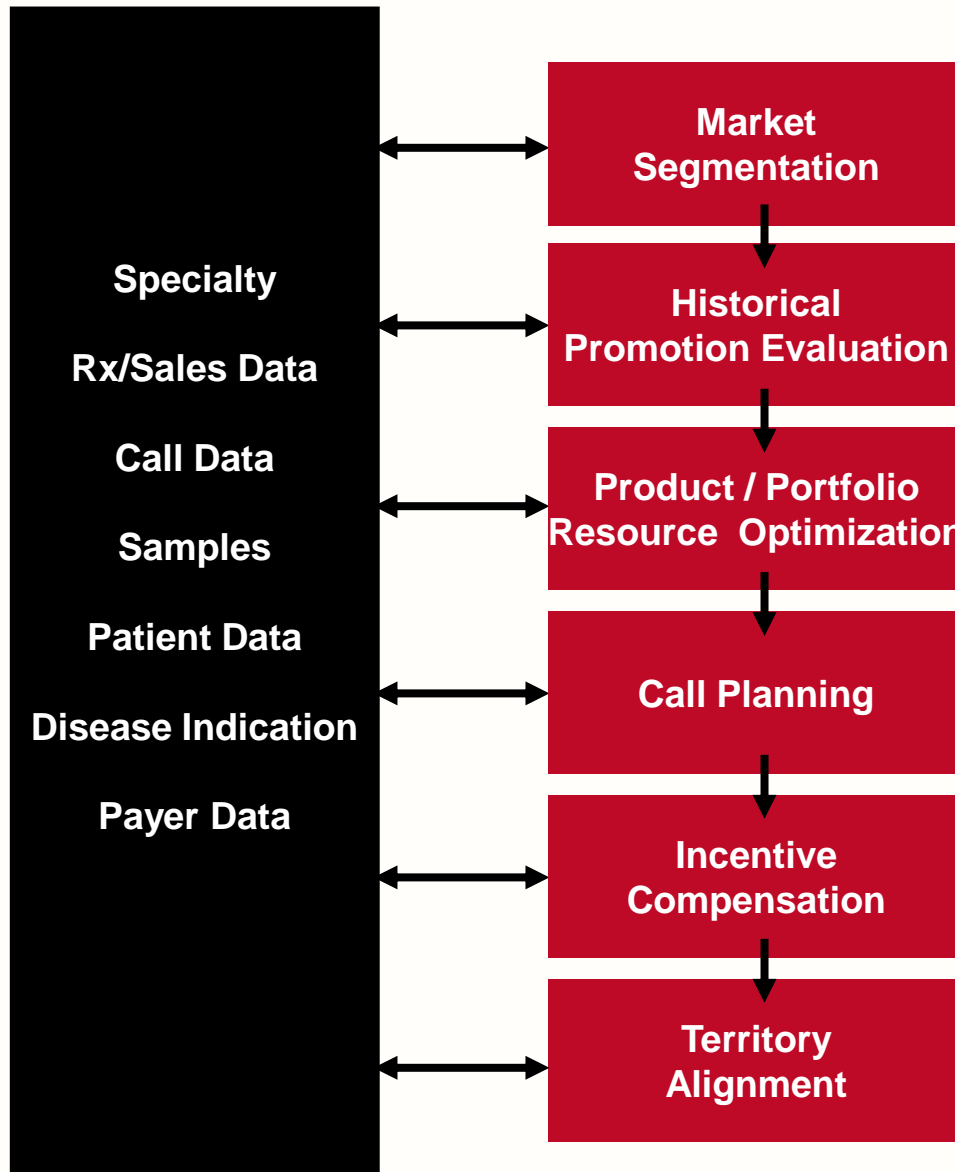 Specialty
Rx/Sales Data
Call Data
Samples
Patient Data
Disease Indication
Payer Data
Market
Segmentation
Historical
Promotion Evaluation
Product / Portfolio
Resource  Optimization
Call Planning
Incentive
Compensation
Territory
Alignment